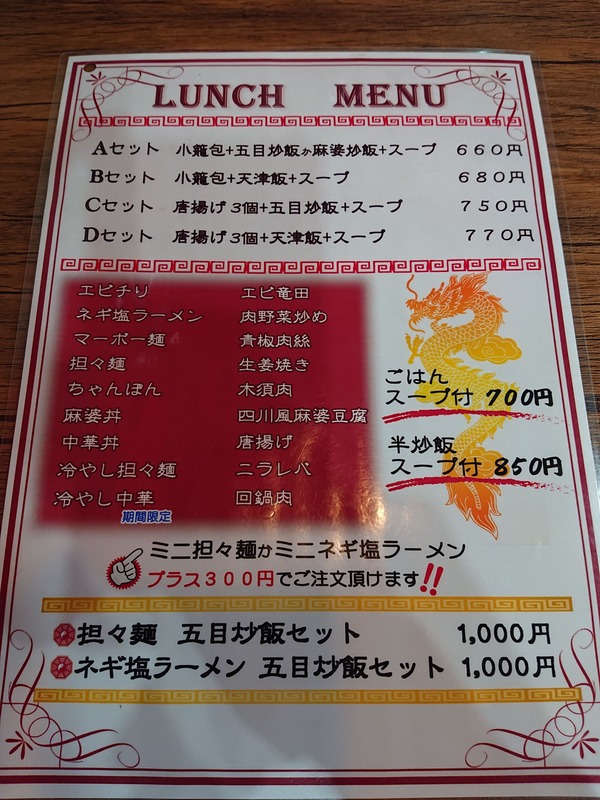 LUNCH MENU
Aセット 小籠包+五目炒飯か麻婆炒飯+スープ 660円
Bセット 小籠包+天津飯+スープ 680円
Cセット 唐揚げ3個+五目炒飯+スープ 750円
Dセット 唐揚げ3個+天津飯+スープ 770円
エビチリ
ネギ塩ラーメン
マーボー麺
担々麺
ちゃんぽん
麻婆丼
中華丼
冷やし担々麺
冷やし中華
期間限定
エビ竜田
肉野菜炒め
青椒肉絲
生姜焼き
木須肉
四川風麻婆豆腐
唐揚げ
ニラレバ
回鍋肉
ごはん
スープ付 700円
半炒飯
スープ付 850円
ミニ担々麺かミニネギ塩ラーメン
プラス300円でご注文頂けます!!
担々麺 五目炒飯セット 1,000円
ネギ塩ラーメン 五目炒飯セット 1,000円